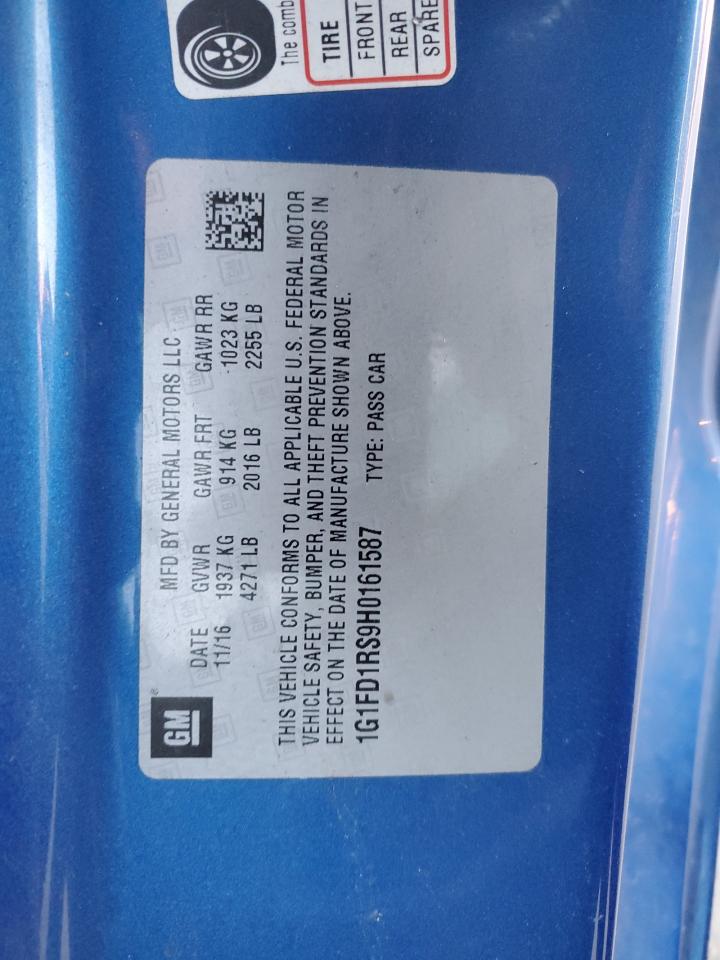 The comb
TIRE
FRONT
REAR
SPARE
GM
MFD BY GENERAL MOTORS LLC
DATE GVWR GAWR FRT GAWR RR
11/16 1937 KG 914 KG 1023 KG
4271 LB 2016 LB 2255 LB
THIS VEHICLE CONFORMS TO ALL APPLICABLE U.S. FEDERAL MOTOR
VEHICLE SAFETY, BUMPER, AND THEFT PREVENTION STANDARDS IN
EFFECT ON THE DATE OF MANUFACTURE SHOWN ABOVE.
1G1FD1RS9H0161587 TYPE: PASS CAR